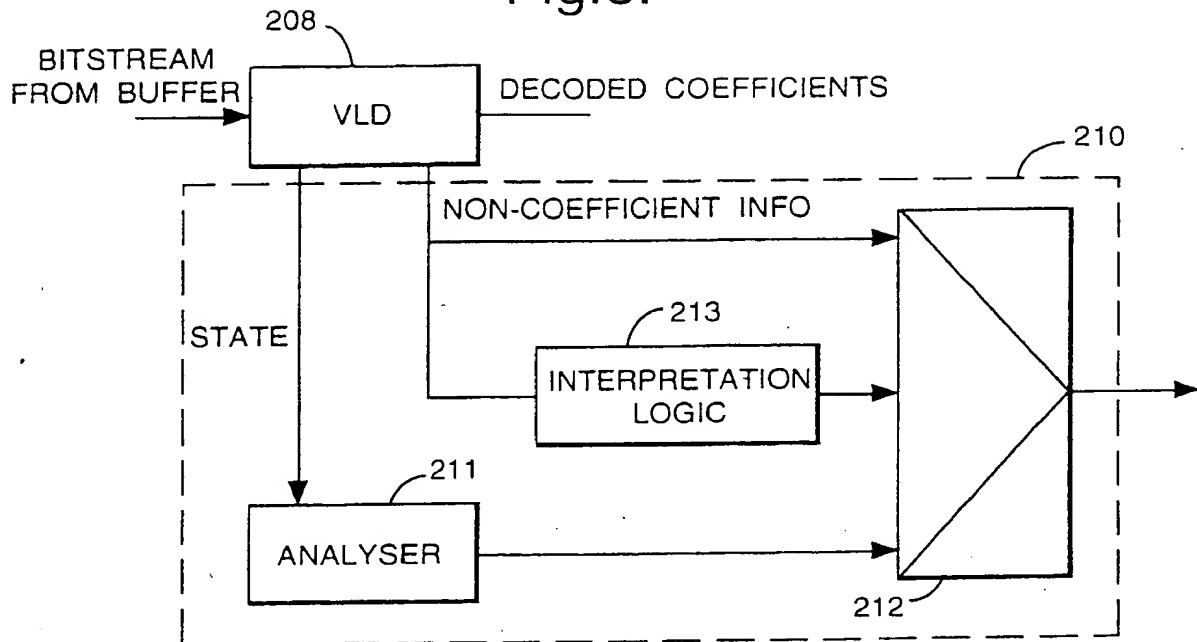 208
BITSTREAM
FROM BUFFER
VLD
DECODED COEFFICIENTS
210
NON-COEFFICIENT INFO
STATE
213
INTERPRETATION
LOGIC
211
ANALYSER
212